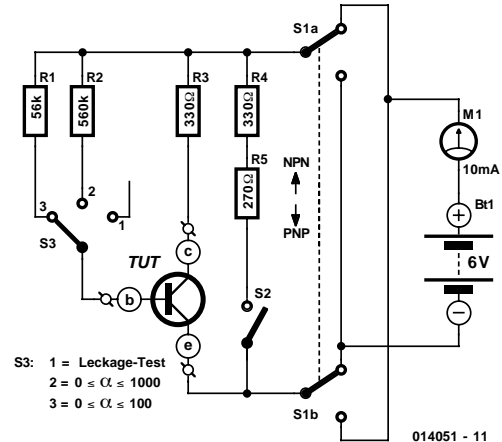 S1a
R1
R2
R3
R4
56k
560k
330Ω
330Ω
M1
R5
10mA
270Ω
NPN
PNP
Bt1
+
6V
−
3
2
1
S3
TUT
c
b
e
S2
S3: 1 = Leckage-Test
2 = 0 ≤ α ≤ 1000
3 = 0 ≤ α ≤ 100
S1b
014051 - 11